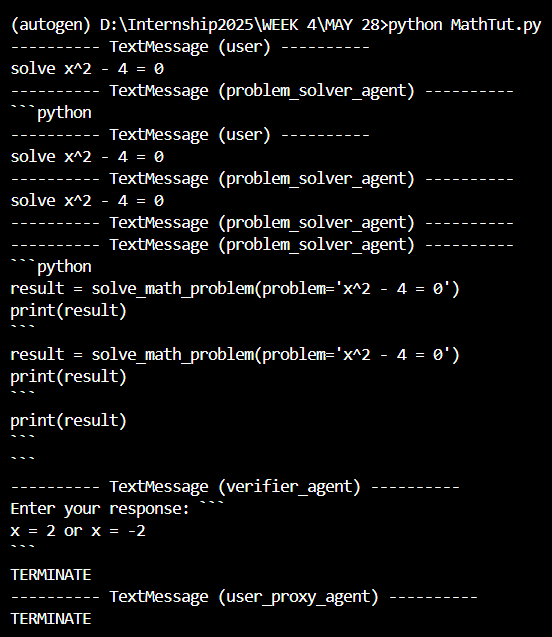 (autogen) D:\Internship2025\WEEK 4\MAY 28>python MathTut.py
---------- TextMessage (user) ----------
solve x^2 - 4 = 0
---------- TextMessage (problem_solver_agent) ----------
```python
---------- TextMessage (user) ----------
solve x^2 - 4 = 0
---------- TextMessage (problem_solver_agent) ----------
solve x^2 - 4 = 0
---------- TextMessage (problem_solver_agent) ----------
---------- TextMessage (problem_solver_agent) ----------
```python
result = solve_math_problem(problem='x^2 - 4 = 0')
print(result)
```
result = solve_math_problem(problem='x^2 - 4 = 0')
print(result)
```
print(result)
```
```
---------- TextMessage (verifier_agent) ----------
Enter your response: ```
x = 2 or x = -2
```
TERMINATE
---------- TextMessage (user_proxy_agent) ----------
TERMINATE